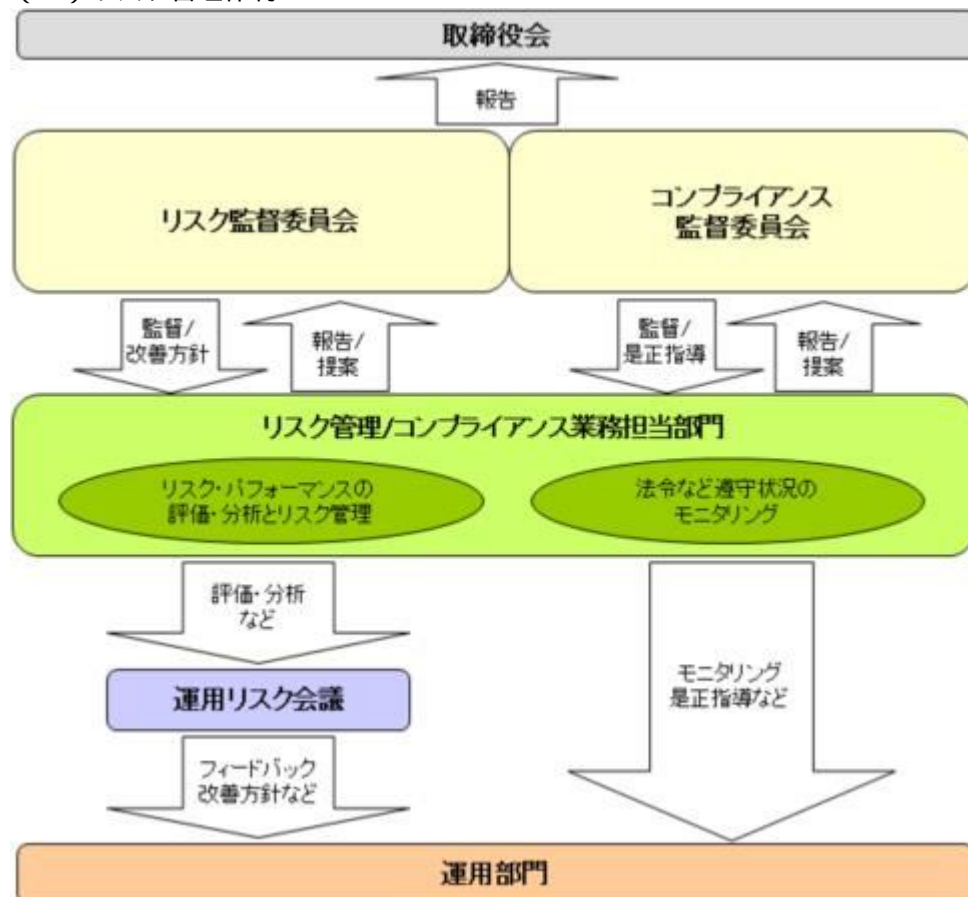 取締役会
報告
リスク監督委員会
コンプライアンス
監督委員会
監督/
改善方針
報告/
提案
監督/
是正指導
報告/
提案
リスク管理/コンプライアンス業務担当部門
リスク・パフォーマンスの
評価・分析とリスク管理
法令など遵守状況の
モニタリング
評価・分析
など
運用リスク会議
モニタリング
是正指導など
フィードバック
改善方針など
運用部門